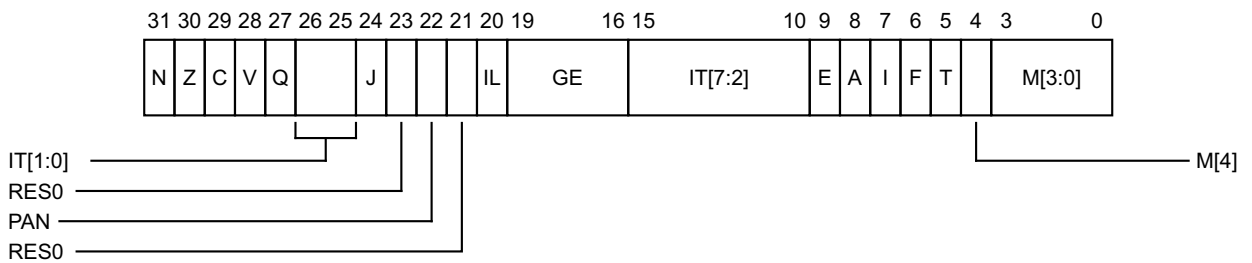 31 30 29 28 27 26 25 24 23 22 21 20 19 16 15 10 9 8 7 6 5 4 3 0
N Z C V Q J IL GE IT[7:2] E A I F T M[3:0]
IT[1:0] M[4]
RES0
PAN
RES0